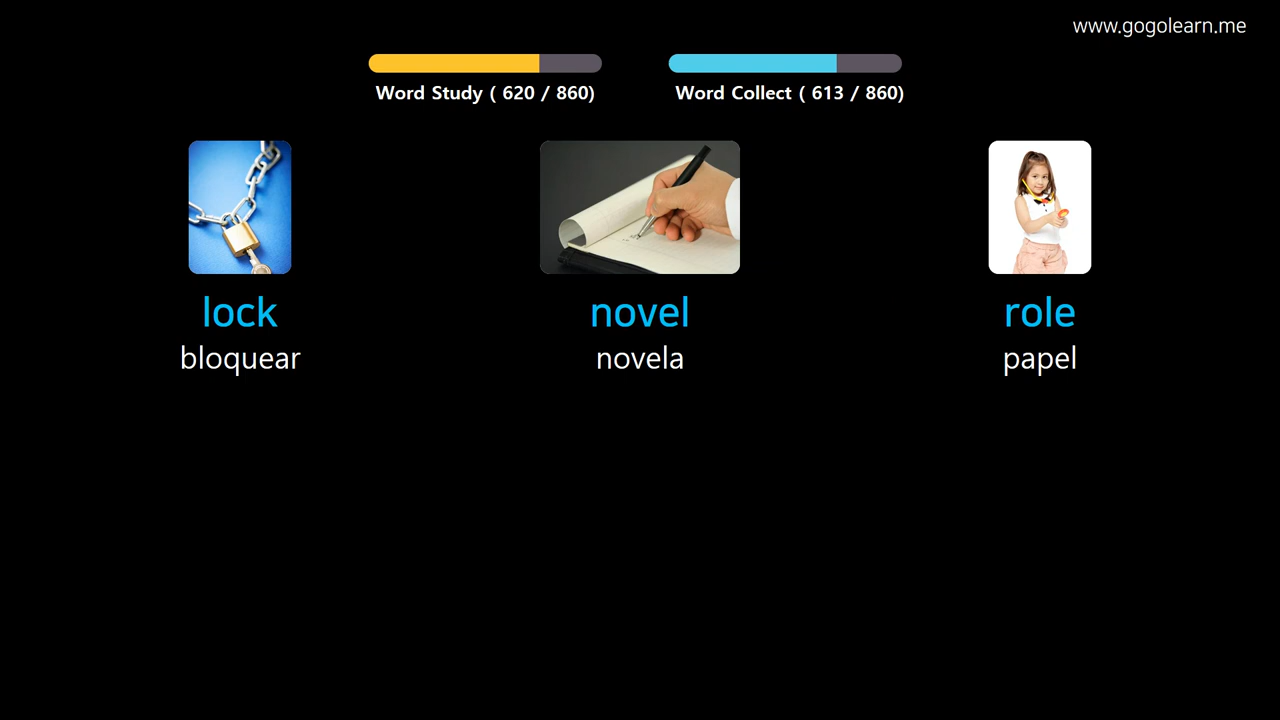 www.gogolearn.me
Word Study ( 620 / 860)
Word Collect ( 613 / 860)
lock
bloquear
novel
novela
role
papel